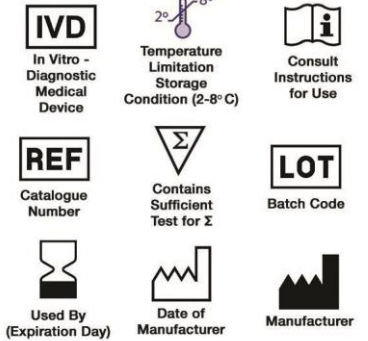 IVD
In Vitro -
Diagnostic
Medical
Device
2°
8°
Temperature
Limitation
Storage
Condition (2-8°C)
i
Consult
Instructions
for Use
REF
Catalogue
Number
Σ
Contains
Sufficient
Test for Σ
LOT
Batch Code
Used By
(Expiration Day)
Date of
Manufacturer
Manufacturer